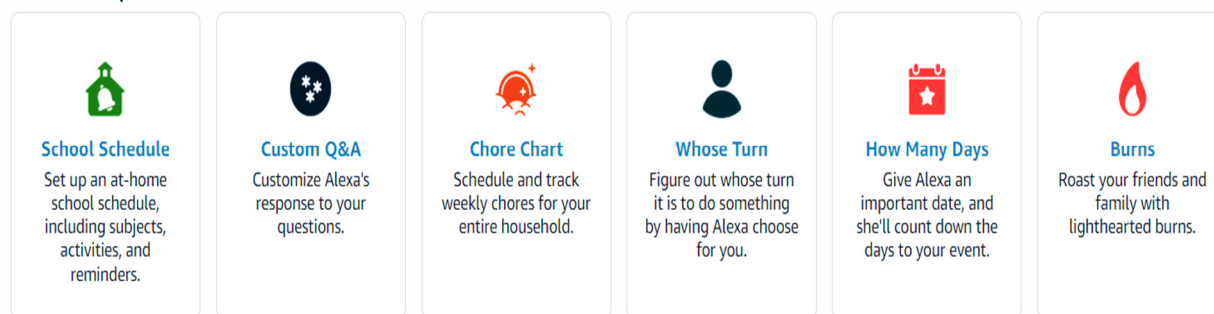 School Schedule
Set up an at-home
school schedule,
including subjects,
activities, and
reminders.
Custom Q&A
Customize Alexa's
response to your
questions.
Chore Chart
Schedule and track
weekly chores for your
entire household.
Whose Turn
Figure out whose turn
it is to do something
by having Alexa choose
for you.
How Many Days
Give Alexa an
important date, and
she'll count down the
days to your event.
Burns
Roast your friends and
family with
lighthearted burns.